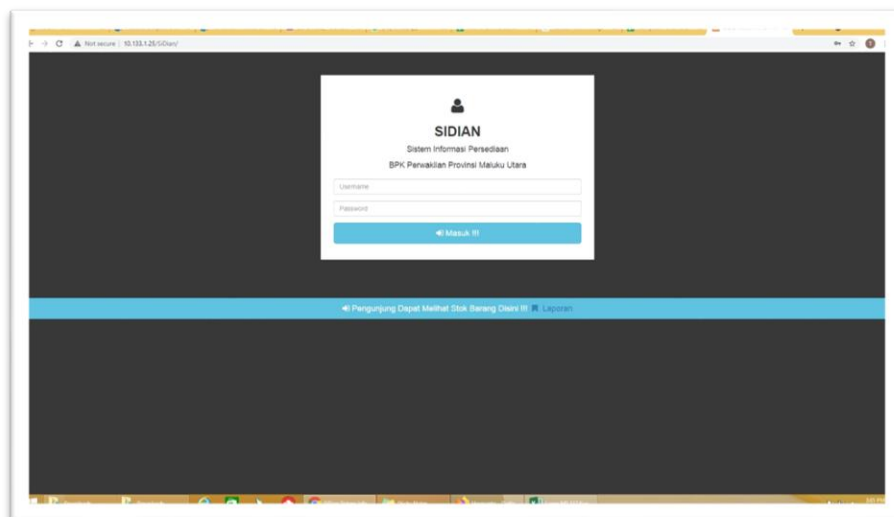 Not secure | 10.133.1.25/SiDian/
SIDIAN
Sistem Informasi Persediaan
BPK Perwakilan Provinsi Maluku Utara
Username
Password
Masuk !!!
Pengunjung Dapat Melihat Stok Barang Disini !!! Laporan